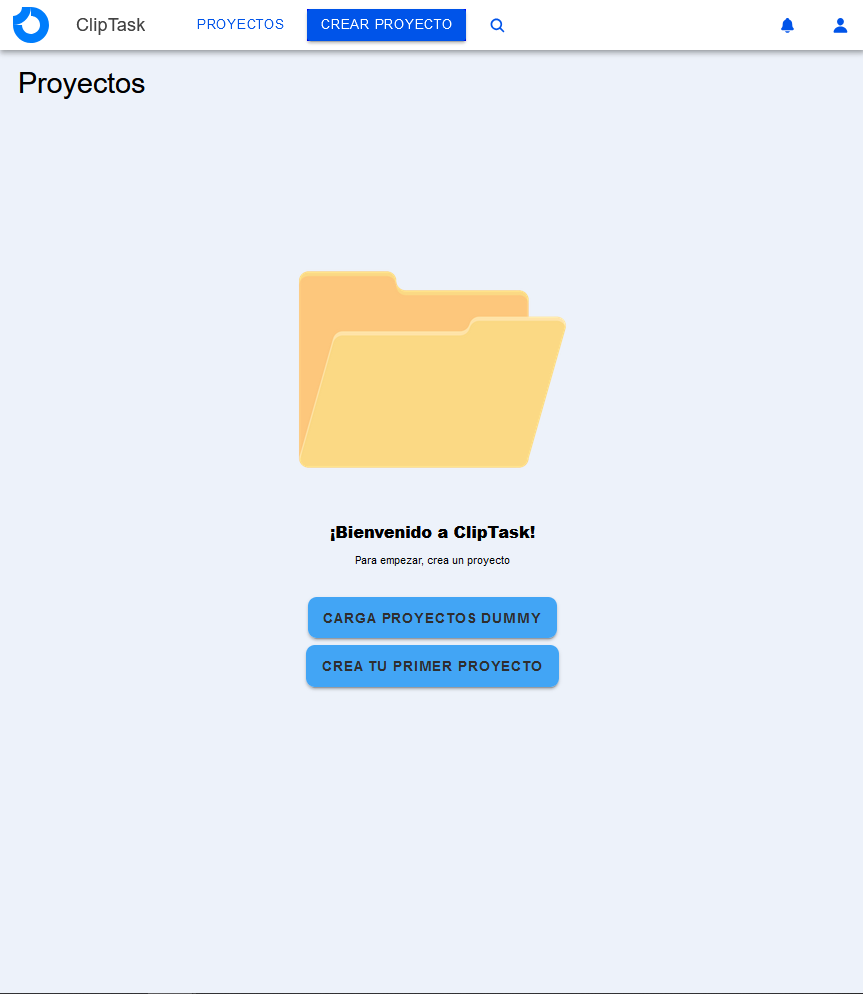 ClipTask PROYECTOS CREAR PROYECTO
Proyectos
¡Bienvenido a ClipTask!
Para empezar, crea un proyecto
CARGA PROYECTOS DUMMY
CREA TU PRIMER PROYECTO